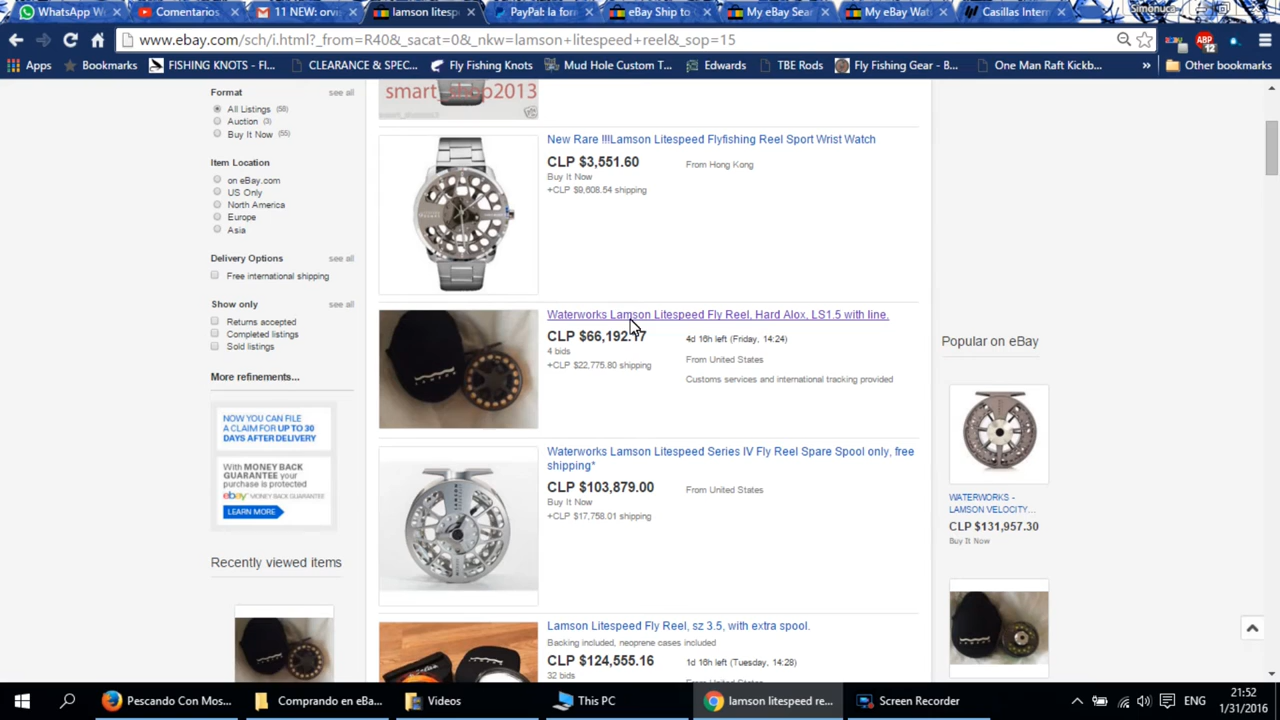 WhatsApp W
Comentarios
11 NEW: orvis
lamson litesp
PayPal: la for
eBay Ship to
My eBay Sear
My eBay Wat
Casillas Intern
Simonuca
www.ebay.com/sch/i.html?_from=R40&_sacat=0&_nkw=lamson+litespeed+reel&_sop=15
ABP
12
Apps
Bookmarks
FISHING KNOTS - Fl...
CLEARANCE & SPEC...
Fly Fishing Knots
Mud Hole Custom T...
Edwards
TBE Rods
Fly Fishing Gear - B...
One Man Raft Kickb...
»
Other bookmarks
Format
see all
All Listings (58)
Auction (3)
Buy It Now (55)
Item Location
on eBay.com
US Only
North America
Europe
Asia
Delivery Options
see all
Free international shipping
Show only
see all
Returns accepted
Completed listings
Sold listings
More refinements...
NOW YOU CAN FILE
A CLAIM FOR UP TO
30 DAYS AFTER DELIVERY
With MONEY BACK
GUARANTEE your
purchase is protected
ebay MONEY BACK GUARANTEE
LEARN MORE
Recently viewed items
New Rare !!!Lamson Litespeed Flyfishing Reel Sport Wrist Watch
CLP $3,551.60
From Hong Kong
Buy It Now
+CLP $9,608.54 shipping
Waterworks Lamson Litespeed Fly Reel, Hard Alox, LS1.5 with line.
CLP $66,192.17
4d 16h left (Friday, 14:24)
4 bids
From United States
+CLP $22,775.80 shipping
Customs services and international tracking provided
Waterworks Lamson Litespeed Series IV Fly Reel Spare Spool only, free
shipping*
CLP $103,879.00
From United States
Buy It Now
+CLP $17,758.01 shipping
Lamson Litespeed Fly Reel, sz 3.5, with extra spool.
Backing included, neoprene cases included
CLP $124,555.16
1d 16h left (Tuesday, 14:28)
32 bids
Popular on eBay
WATERWORKS -
LAMSON VELOCITY...
CLP $131,957.30
Buy It Now
Pescando Con Mos...
Comprando en eBa...
Videos
This PC
lamson litespeed re...
Screen Recorder
ENG
21:52
1/31/2016